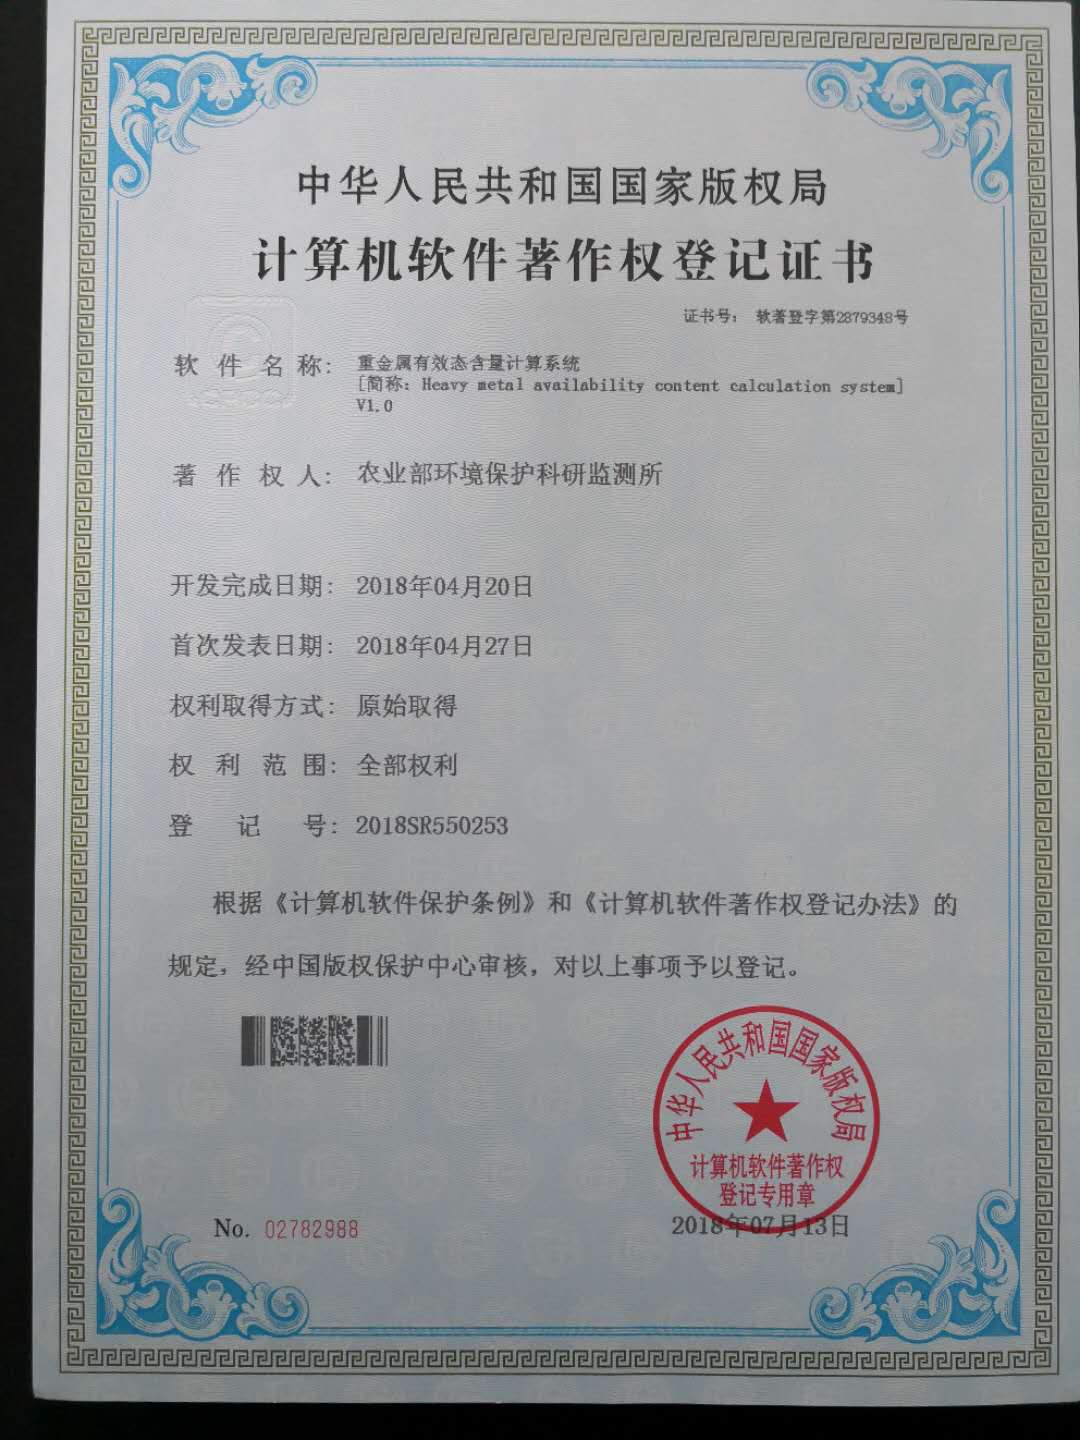 中华人民共和国国家版权局
计算机软件著作权登记证书
证书号： 软著登字第2879348号
软件名称： 重金属有效态含量计算系统
[简称：Heavy metal availability content calculation system]
V1.0
著作权人： 农业部环境保护科研监测所
开发完成日期： 2018年04月20日
首次发表日期： 2018年04月27日
权利取得方式： 原始取得
权利范围： 全部权利
登记号： 2018SR550253
根据《计算机软件保护条例》和《计算机软件著作权登记办法》的
规定，经中国版权保护中心审核，对以上事项予以登记。
中华人民共和国国家版权局
计算机软件著作权
登记专用章
No. 02782988
2018年07月13日